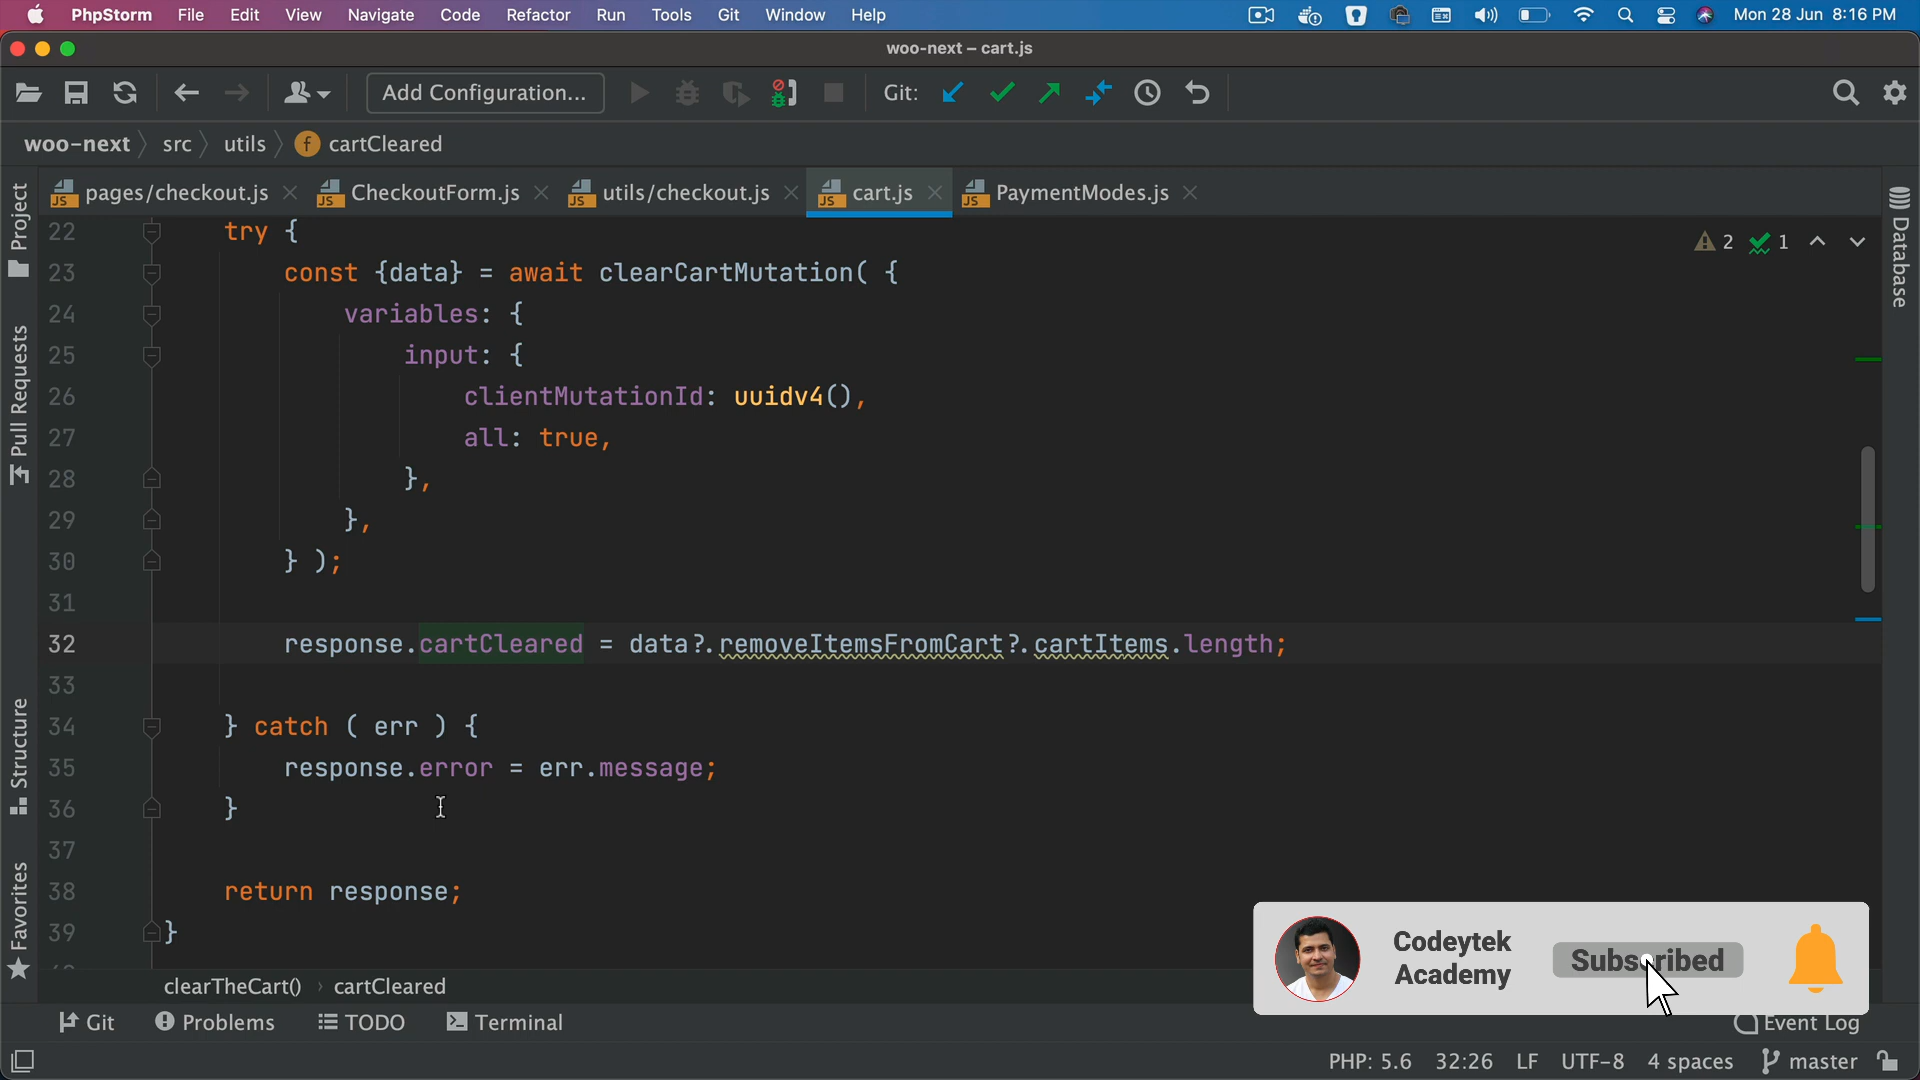 PhpStorm File Edit View Navigate Code Refactor Run Tools Git Window Help Mon 28 Jun 8:16 PM
woo-next – cart.js
Add Configuration... Git:
woo-next src utils f cartCleared
pages/checkout.js CheckoutForm.js utils/checkout.js cart.js PaymentModes.js
Project
Pull Requests
Structure
Favorites
Database
2 1
22 try {
23 const {data} = await clearCartMutation( {
24 variables: {
25 input: {
26 clientMutationId: uuidv4(),
27 all: true,
28 },
29 },
30 } );
31
32 response.cartCleared = data?.removeItemsFromCart?.cartItems.length;
33
34 } catch ( err ) {
35 response.error = err.message;
36 }
37
38 return response;
39 }
clearTheCart() › cartCleared
Codeytek
Academy
Subscribed
Git Problems TODO Terminal Event Log
PHP: 5.6 32:26 LF UTF-8 4 spaces master